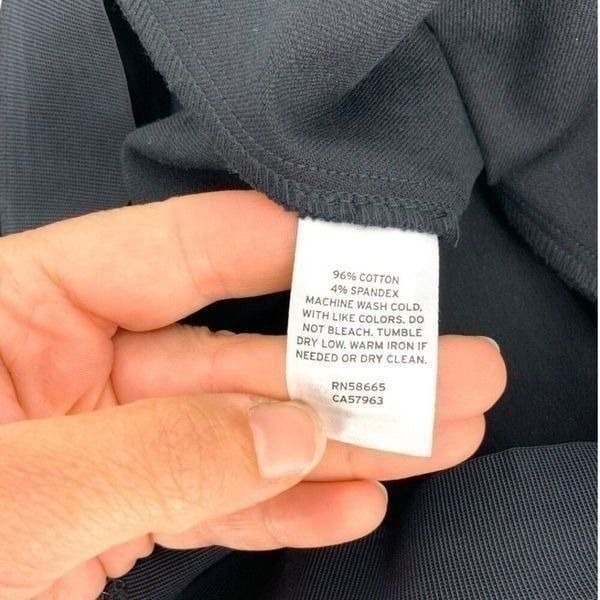 96% COTTON
4% SPANDEX
MACHINE WASH COLD,
WITH LIKE COLORS. DO
NOT BLEACH. TUMBLE
DRY LOW. WARM IRON IF
NEEDED OR DRY CLEAN.
RN58665
CA57963